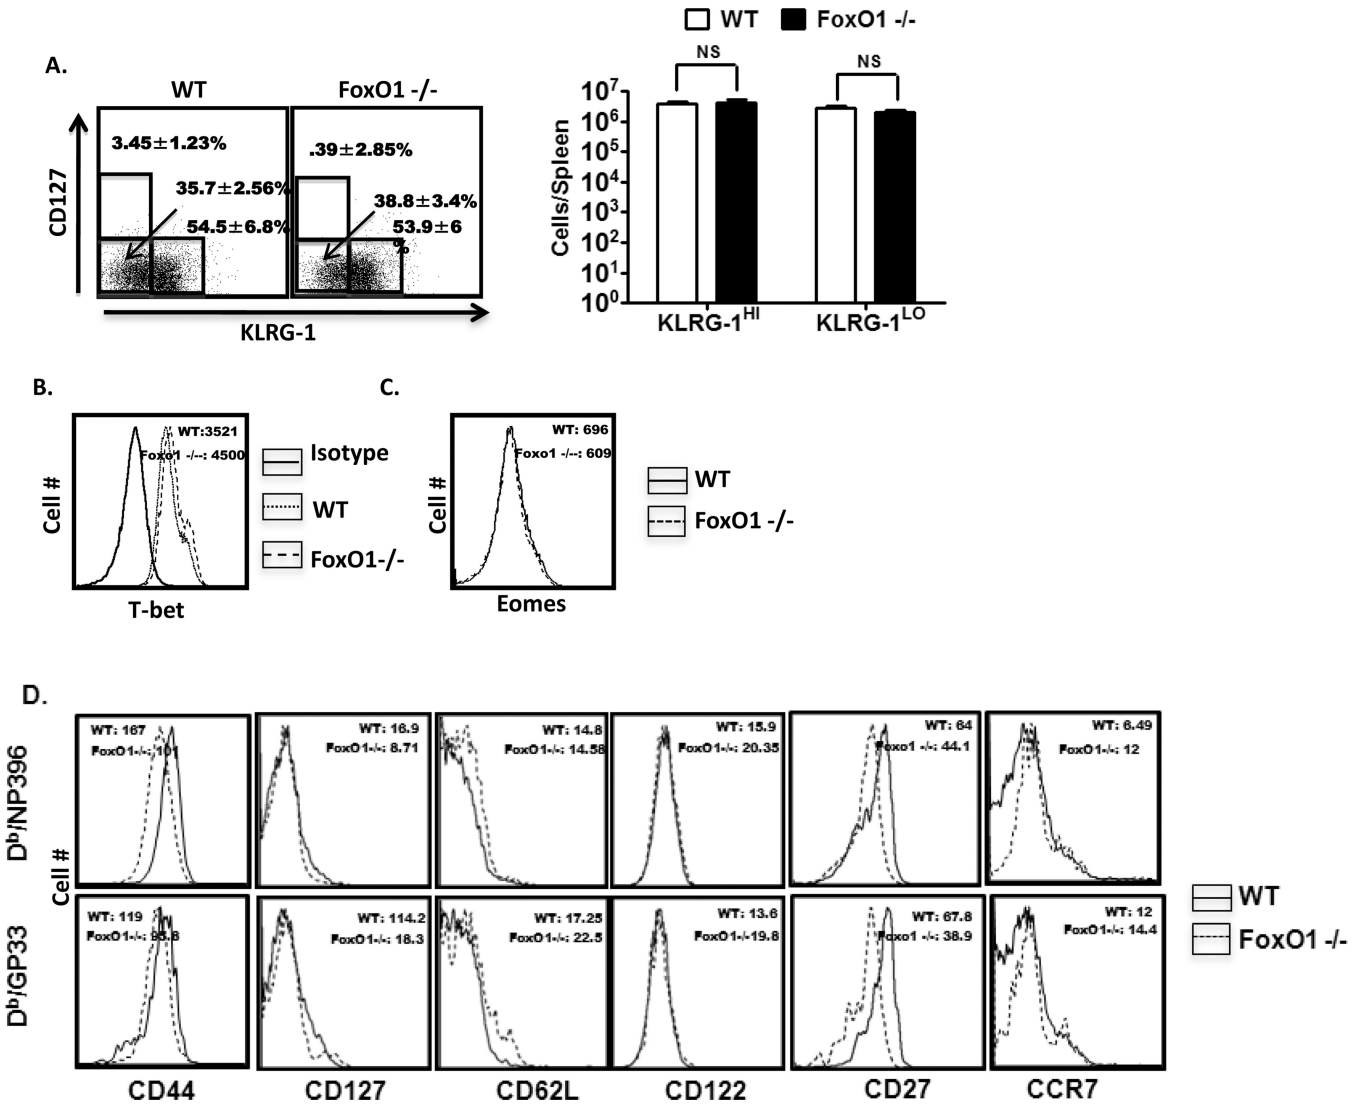 WT FoxO1 -/-
A.
WT FoxO1 -/-
3.45±1.23%
35.7±2.56%
54.5±6.8%
.39±2.85%
38.8±3.4%
53.9±6
%
CD127
KLRG-1
NS NS
10⁷
10⁶
10⁵
10⁴
10³
10²
10¹
10⁰
Cells/Spleen
KLRG-1ᴴᴵ KLRG-1ᴸᴼ
B.
WT:3521
Foxo1 -/--: 4500
Cell #
T-bet
Isotype
WT
FoxO1-/-
C.
WT: 696
Foxo1 -/--: 609
Cell #
Eomes
WT
FoxO1 -/-
D.
Dᵇ/NP396
Cell #
WT: 167
FoxO1-/-: 101
WT: 16.9
FoxO1-/-: 8.71
WT: 14.8
FoxO1-/-: 14.58
WT: 15.9
FoxO1-/-: 20.35
WT: 64
Foxo1 -/-: 44.1
WT: 6.49
FoxO1-/-: 12
Dᵇ/GP33
WT: 119
FoxO1-/-: 95.8
WT: 114.2
FoxO1-/-: 18.3
WT: 17.25
FoxO1-/-: 22.5
WT: 13.6
FoxO1-/-19.8
WT: 67.8
Foxo1 -/-: 38.9
WT: 12
FoxO1-/-: 14.4
CD44 CD127 CD62L CD122 CD27 CCR7
WT
FoxO1 -/-